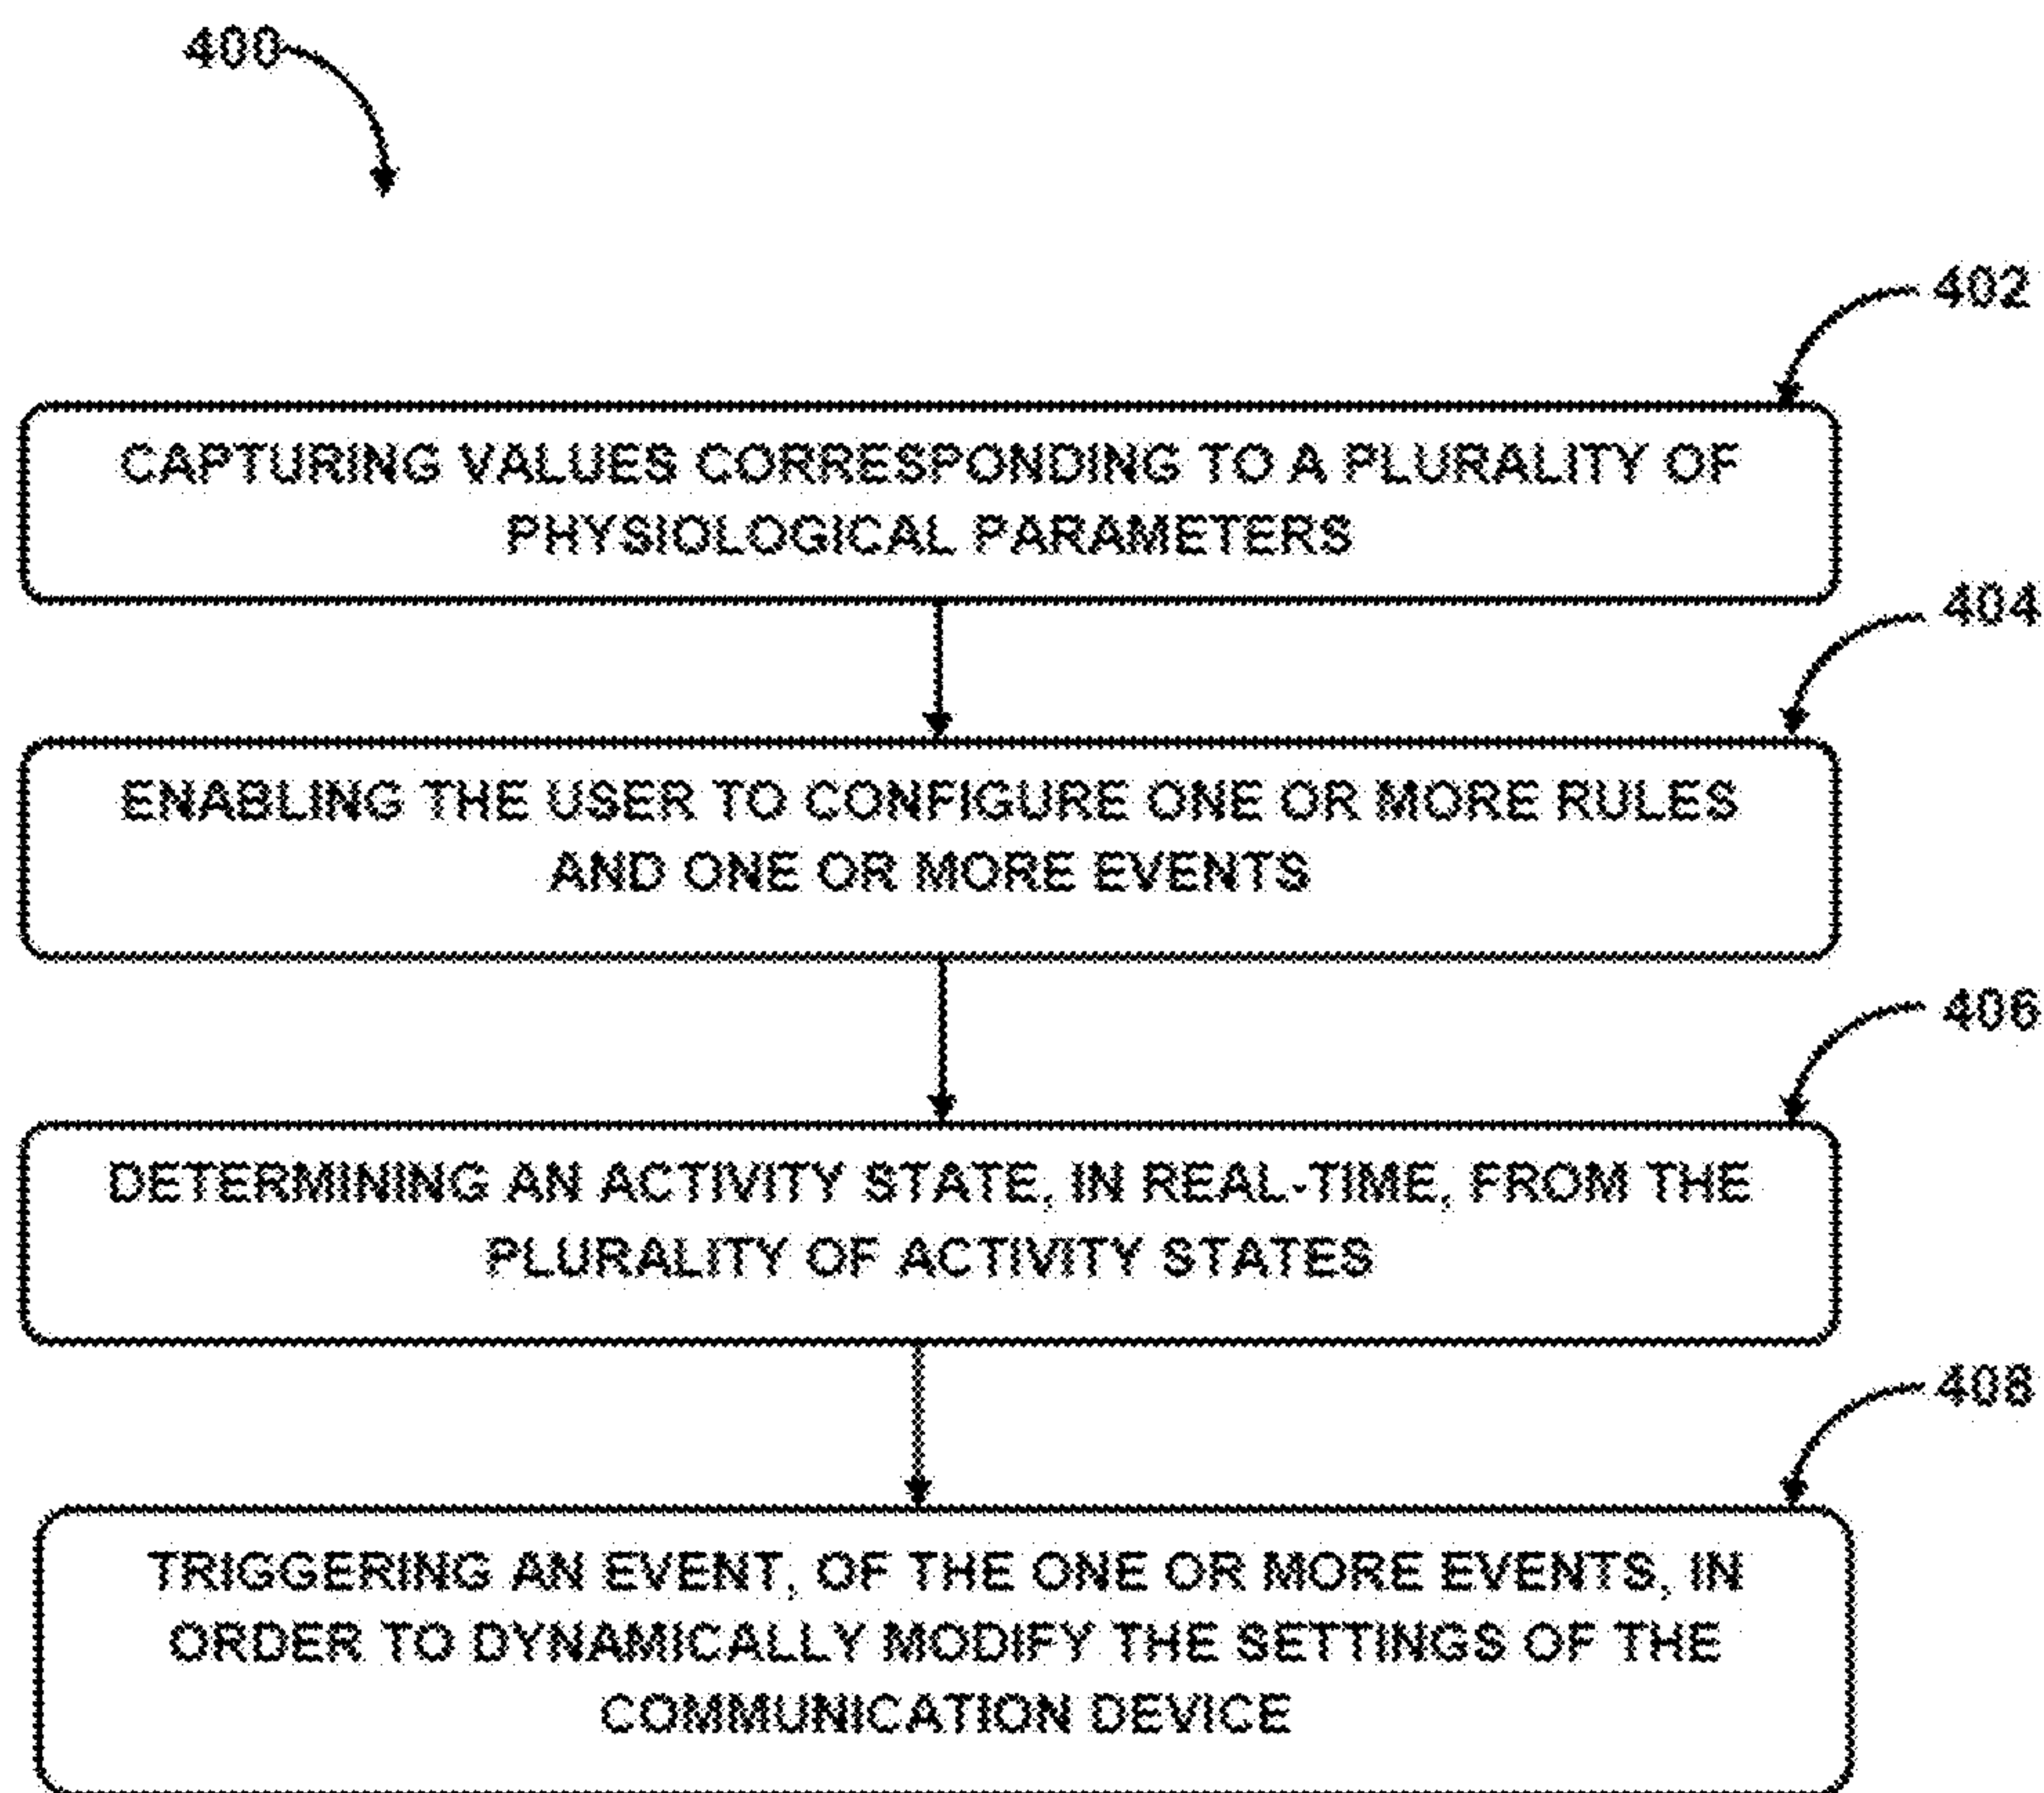 400
402
CAPTURING VALUES CORRESPONDING TO A PLURALITY OF
PHYSIOLOGICAL PARAMETERS
404
ENABLING THE USER TO CONFIGURE ONE OR MORE RULES
AND ONE OR MORE EVENTS
406
DETERMINING AN ACTIVITY STATE, IN REAL-TIME, FROM THE
PLURALITY OF ACTIVITY STATES
408
TRIGGERING AN EVENT, OF THE ONE OR MORE EVENTS, IN
ORDER TO DYNAMICALLY MODIFY THE SETTINGS OF THE
COMMUNICATION DEVICE